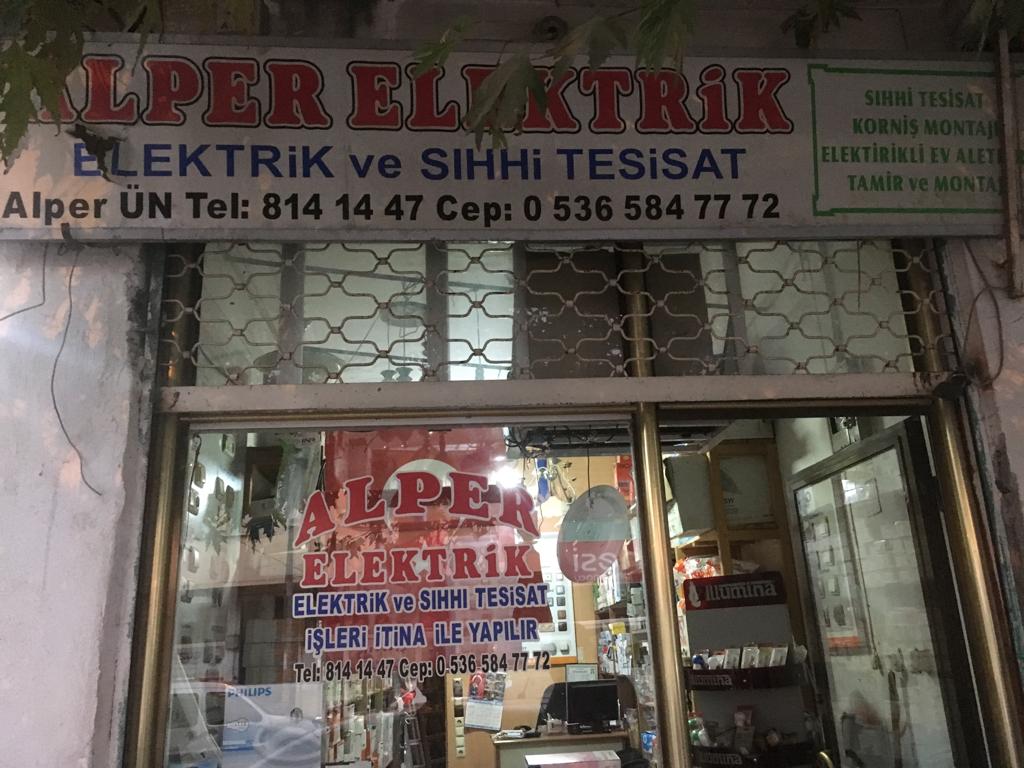 ALPER ELEKTRİK
ELEKTRİK ve SIHHİ TESİSAT
Alper ÜN Tel: 814 14 47 Cep: 0 536 584 77 72
SIHHİ TESİSAT
KORNİŞ MONTAJI
ELEKTİRİKLİ EV ALETL
TAMİR ve MONTAJ
ALPER
ELEKTRİK
ELEKTRİK ve SIHHI TESİSAT
İŞLERİ İTİNA İLE YAPILIR
Tel: 814 14 47 Cep: 0 536 584 77 72
illumina
illumina
PHILIPS